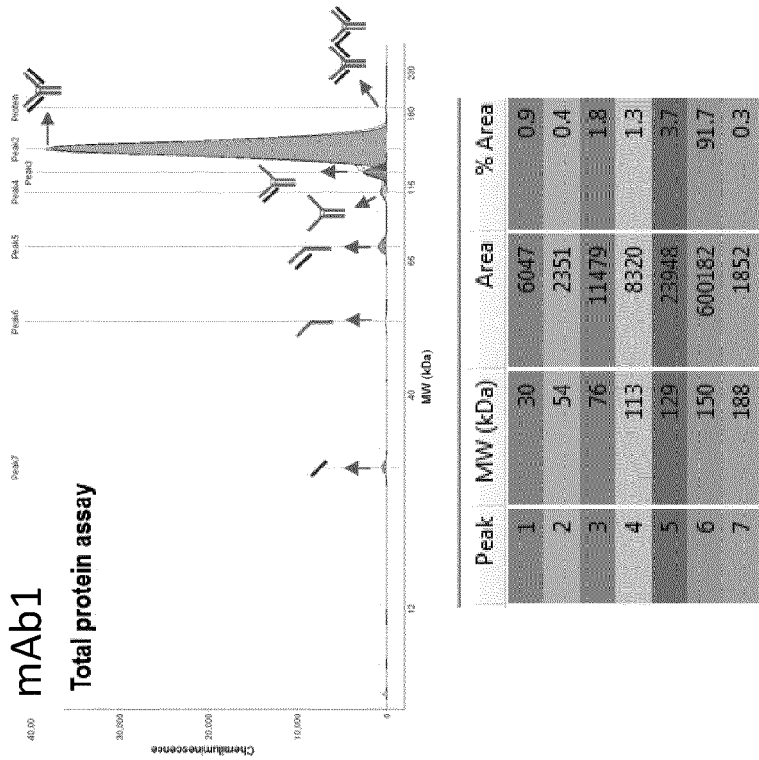 mAb1
Total protein assay
Peak7
Peak6
Peak5
Peak4
Peak3
Peak2
Protein
40,00
30,000
20,000
10,000
0
Chemiluminescence
12
40
66
116
180
230
MW (kDa)
Peak MW (kDa) Area % Area
1 30 6047 0.9
2 54 2351 0.4
3 76 11479 1.8
4 113 8320 1.3
5 129 23948 3.7
6 150 600182 91.7
7 188 1852 0.3